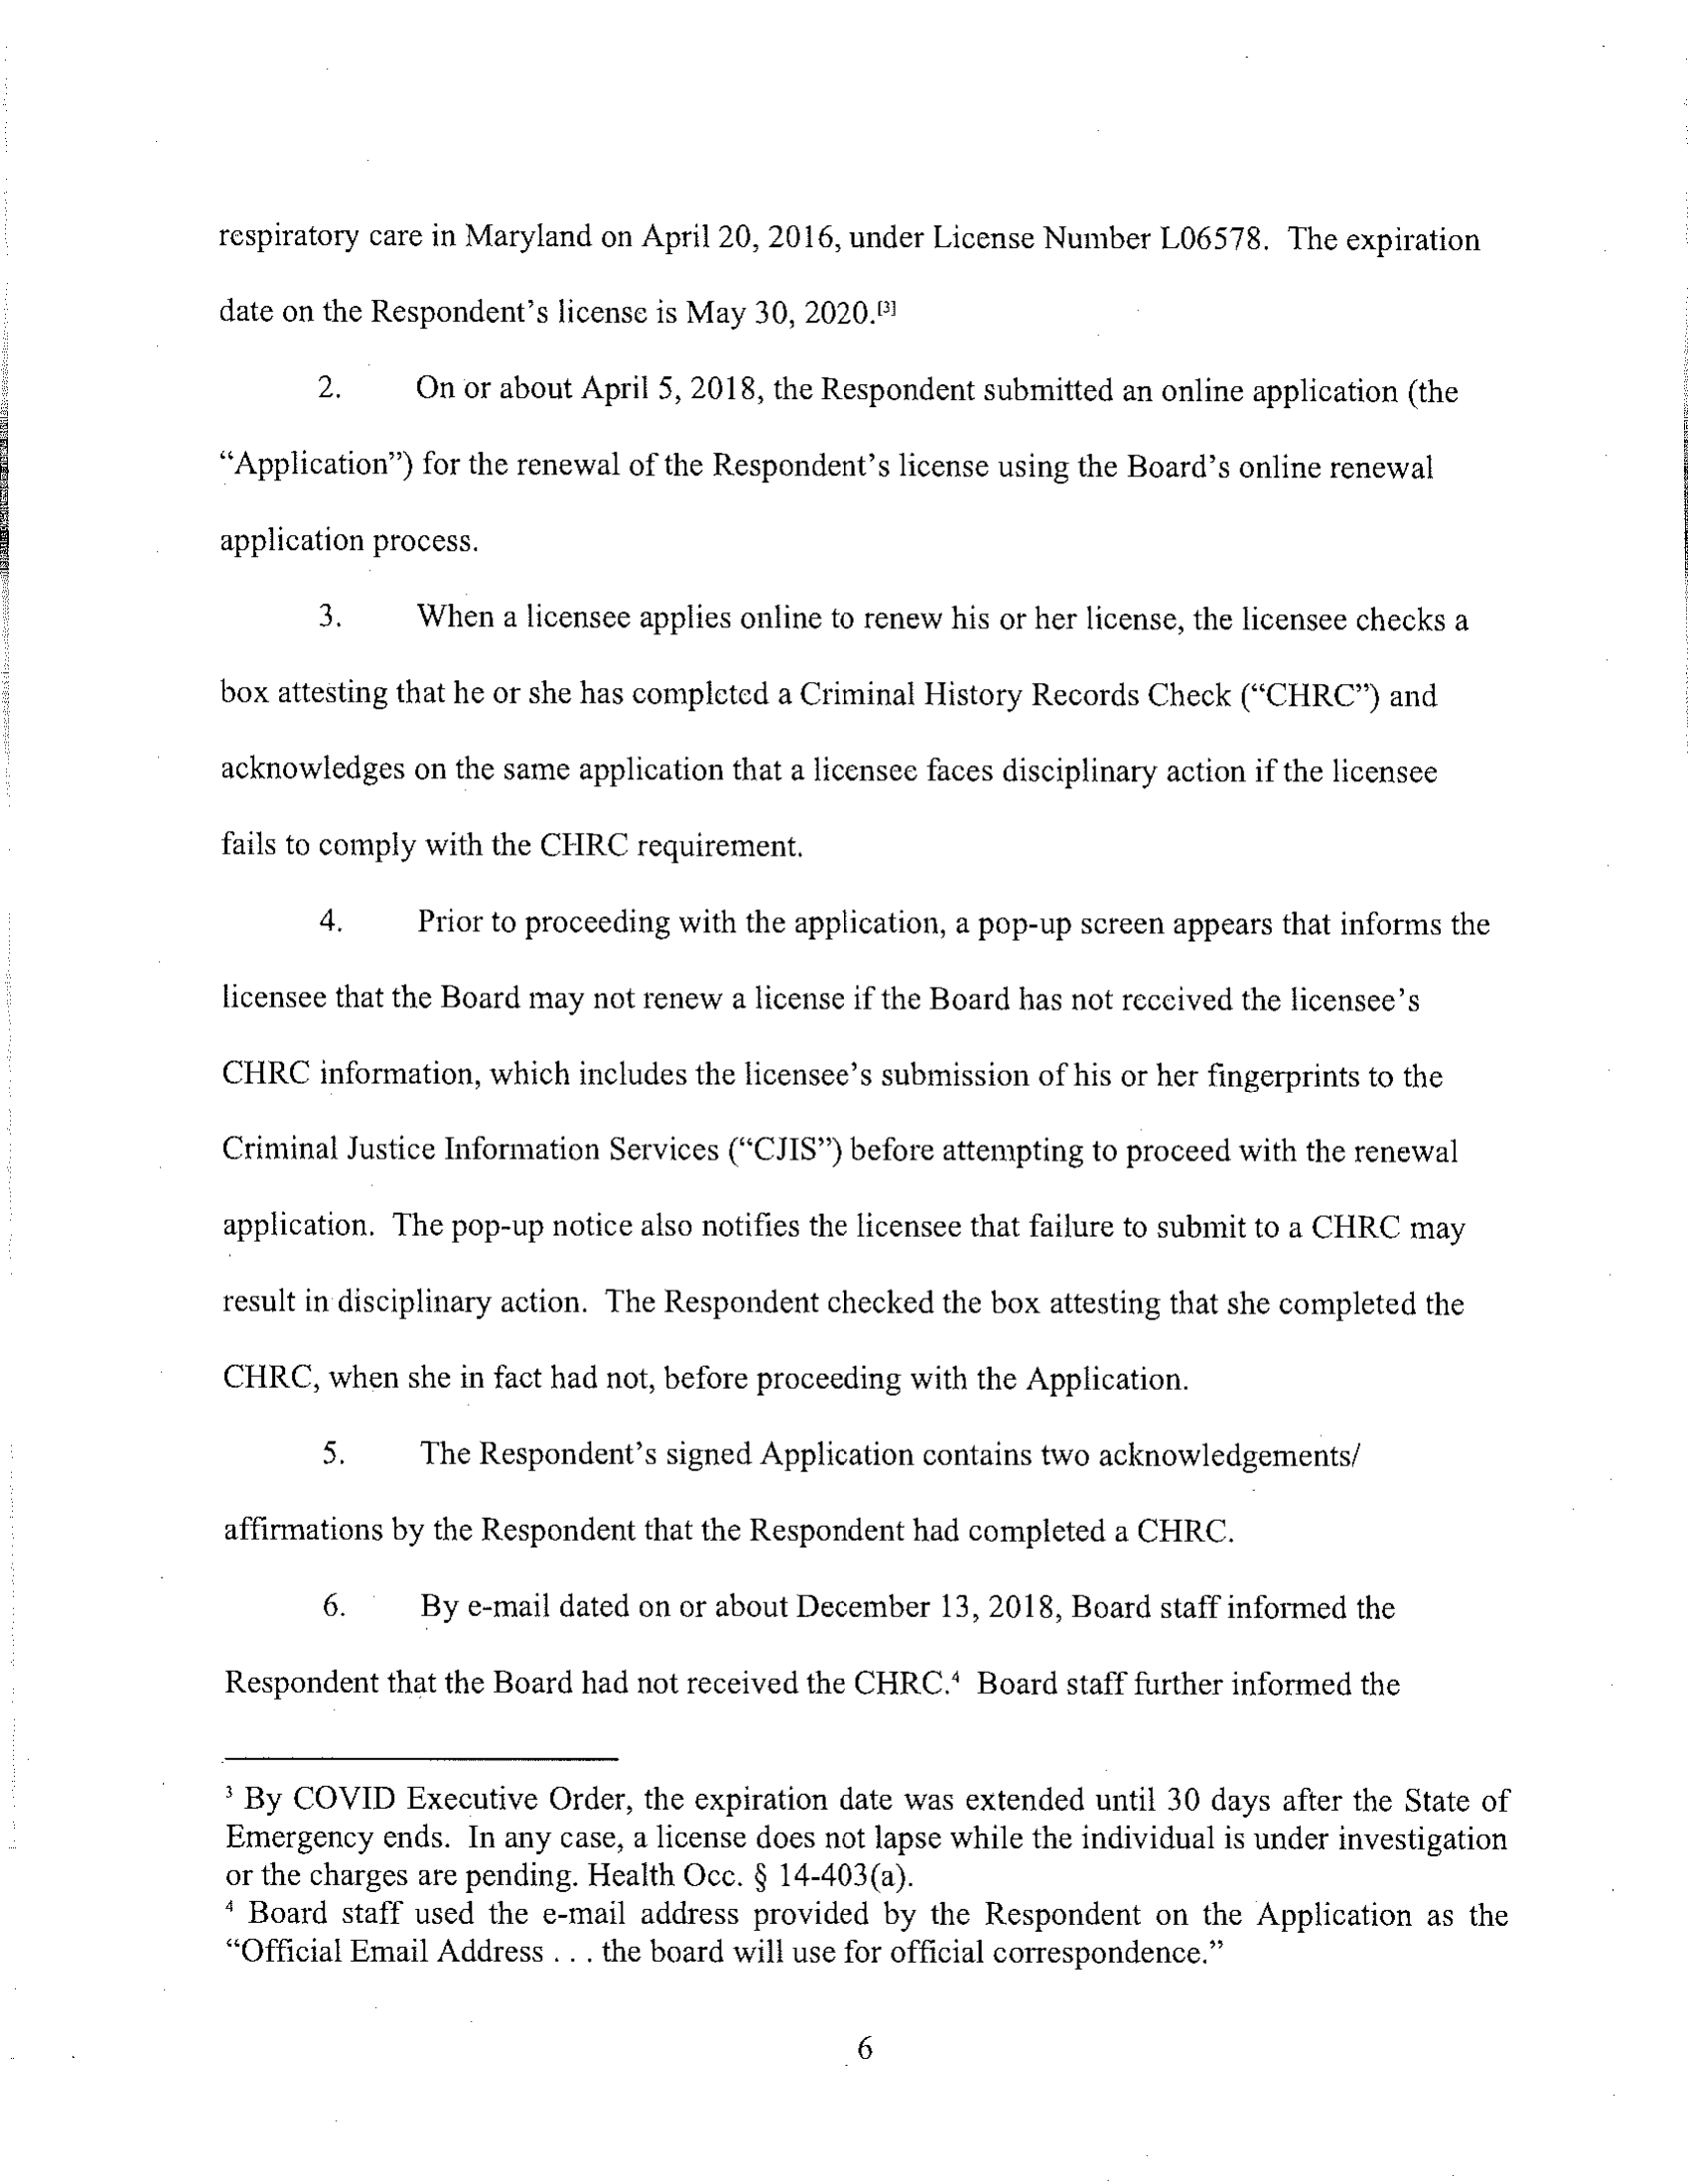 respiratory care in Maryland on April 20, 2016, under License Number L06578. The expiration
date on the Respondent's license is May 30, 2020.[3]
2. On or about April 5, 2018, the Respondent submitted an online application (the
“Application”) for the renewal of the Respondent's license using the Board's online renewal
application process.
3. When a licensee applies online to renew his or her license, the licensee checks a
box attesting that he or she has completed a Criminal History Records Check (“CHRC”) and
acknowledges on the same application that a licensee faces disciplinary action if the licensee
fails to comply with the CHRC requirement.
4. Prior to proceeding with the application, a pop-up screen appears that informs the
licensee that the Board may not renew a license if the Board has not received the licensee's
CHRC information, which includes the licensee's submission of his or her fingerprints to the
Criminal Justice Information Services (“CJIS”) before attempting to proceed with the renewal
application. The pop-up notice also notifies the licensee that failure to submit to a CHRC may
result in disciplinary action. The Respondent checked the box attesting that she completed the
CHRC, when she in fact had not, before proceeding with the Application.
5. The Respondent's signed Application contains two acknowledgements/
affirmations by the Respondent that the Respondent had completed a CHRC.
6. By e-mail dated on or about December 13, 2018, Board staff informed the
Respondent that the Board had not received the CHRC.4 Board staff further informed the
3 By COVID Executive Order, the expiration date was extended until 30 days after the State of
Emergency ends. In any case, a license does not lapse while the individual is under investigation
or the charges are pending. Health Occ. § 14-403(a).
4 Board staff used the e-mail address provided by the Respondent on the Application as the
“Official Email Address . . . the board will use for official correspondence.”
6